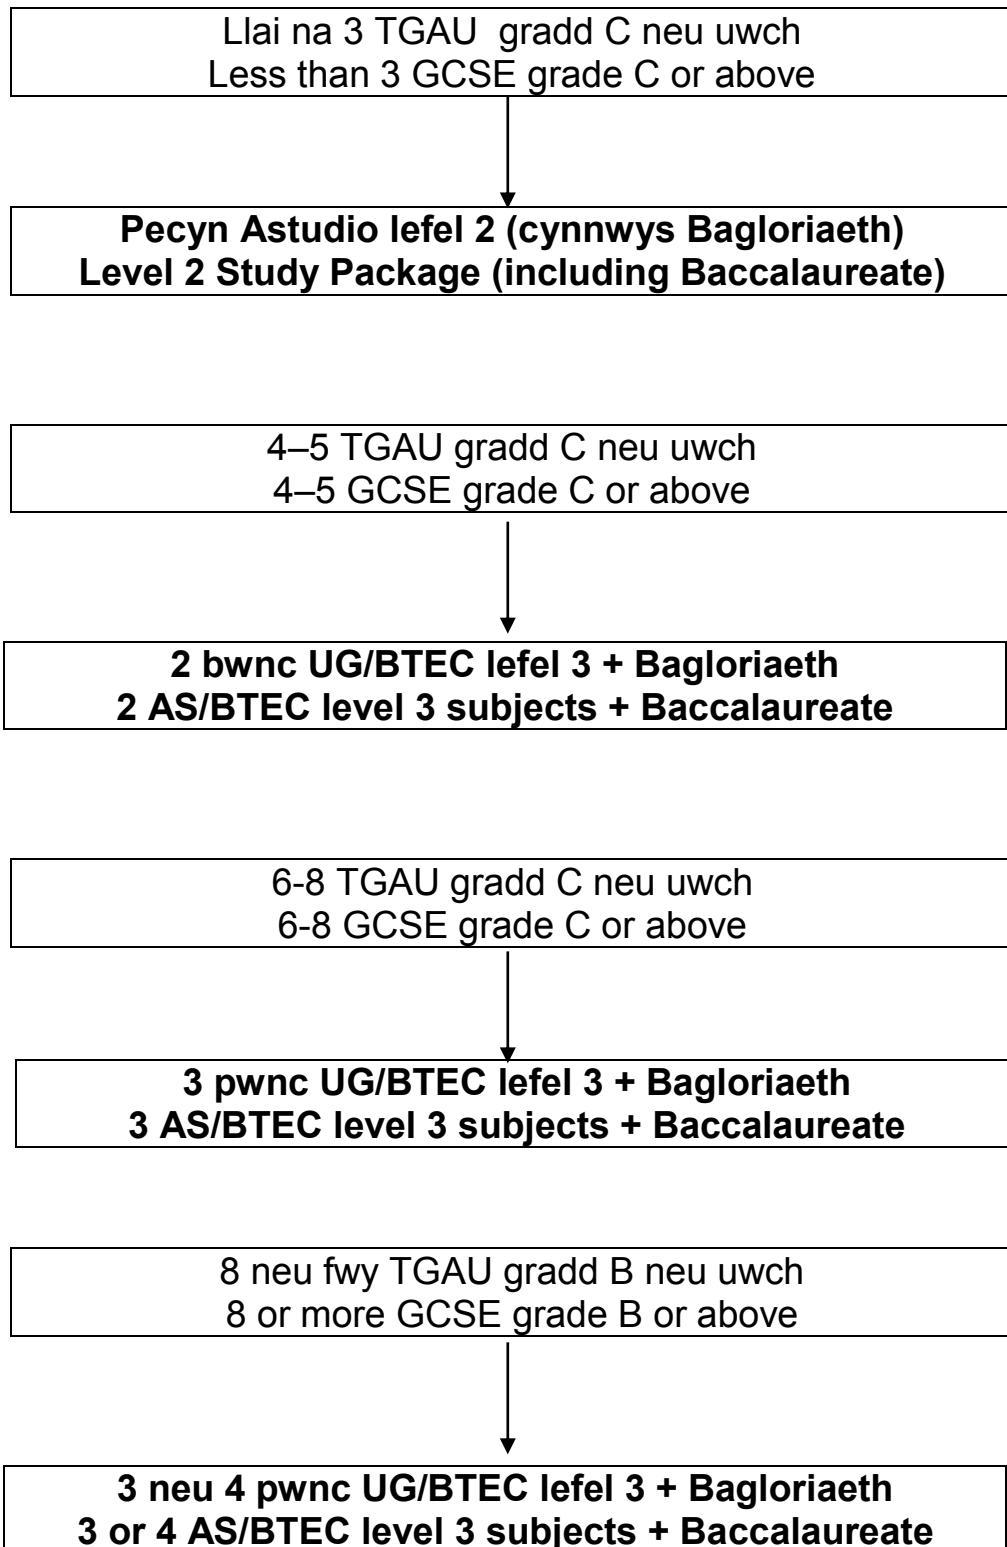 Llai na 3 TGAU  gradd C neu uwch
Less than 3 GCSE grade C or above
Pecyn Astudio lefel 2 (cynnwys Bagloriaeth)
Level 2 Study Package (including Baccalaureate)
4–5 TGAU gradd C neu uwch
4–5 GCSE grade C or above
2 bwnc UG/BTEC lefel 3 + Bagloriaeth
2 AS/BTEC level 3 subjects + Baccalaureate
6-8 TGAU gradd C neu uwch
6-8 GCSE grade C or above
3 pwnc UG/BTEC lefel 3 + Bagloriaeth
3 AS/BTEC level 3 subjects + Baccalaureate
8 neu fwy TGAU gradd B neu uwch
8 or more GCSE grade B or above
3 neu 4 pwnc UG/BTEC lefel 3 + Bagloriaeth
3 or 4 AS/BTEC level 3 subjects + Baccalaureate